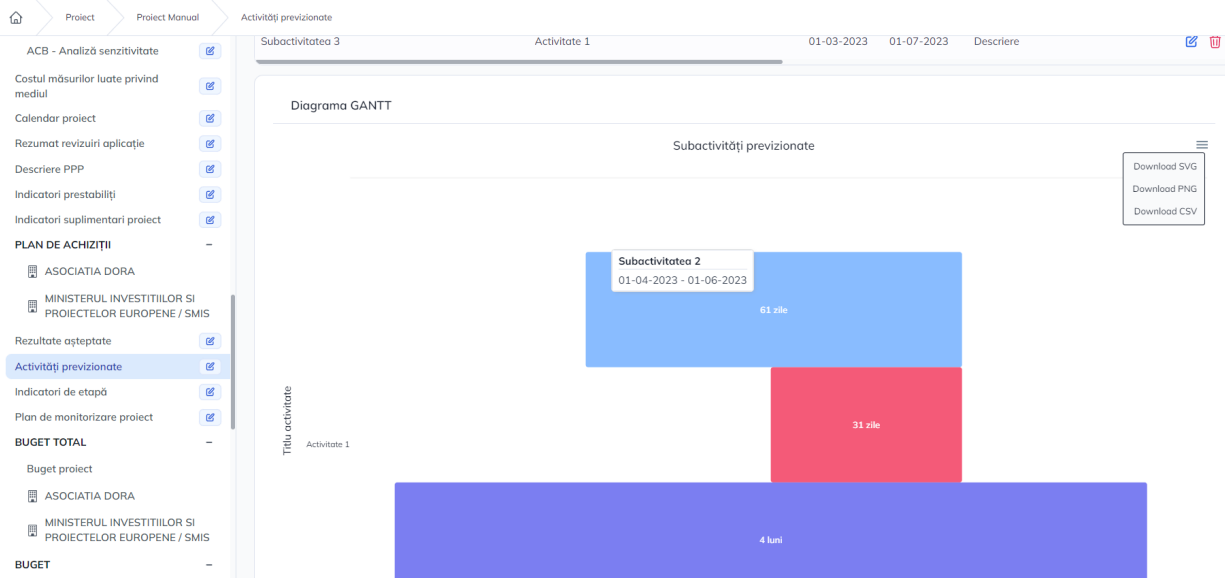 Proiect
Proiect Manual
Activități previzionate
ACB - Analiză senzitivitate
Costul măsurilor luate privind
mediul
Calendar proiect
Rezumat revizuiri aplicație
Descriere PPP
Indicatori prestabiliți
Indicatori suplimentari proiect
PLAN DE ACHIZIȚII
ASOCIATIA DORA
MINISTERUL INVESTITIILOR SI
PROIECTELOR EUROPENE / SMIS
Rezultate așteptate
Activități previzionate
Indicatori de etapă
Plan de monitorizare proiect
BUGET TOTAL
Buget proiect
ASOCIATIA DORA
MINISTERUL INVESTITIILOR SI
PROIECTELOR EUROPENE / SMIS
BUGET
Subactivitatea 3 Activitate 1 01-03-2023 01-07-2023 Descriere
Diagrama GANTT
Subactivități previzionate
Download SVG
Download PNG
Download CSV
Subactivitatea 2
01-04-2023 - 01-06-2023
61 zile
31 zile
Titlu activitate
Activitate 1
4 luni